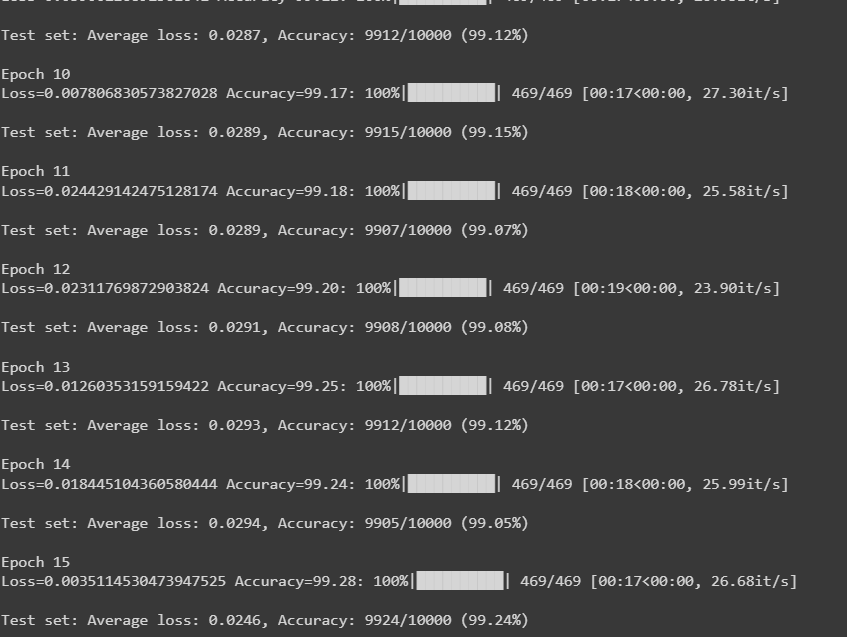 Test set: Average loss: 0.0287, Accuracy: 9912/10000 (99.12%)
Epoch 10
Loss=0.007806830573827028 Accuracy=99.17: 100%|██████████| 469/469 [00:17<00:00, 27.30it/s]
Test set: Average loss: 0.0289, Accuracy: 9915/10000 (99.15%)
Epoch 11
Loss=0.024429142475128174 Accuracy=99.18: 100%|██████████| 469/469 [00:18<00:00, 25.58it/s]
Test set: Average loss: 0.0289, Accuracy: 9907/10000 (99.07%)
Epoch 12
Loss=0.02311769872903824 Accuracy=99.20: 100%|██████████| 469/469 [00:19<00:00, 23.90it/s]
Test set: Average loss: 0.0291, Accuracy: 9908/10000 (99.08%)
Epoch 13
Loss=0.01260353159159422 Accuracy=99.25: 100%|██████████| 469/469 [00:17<00:00, 26.78it/s]
Test set: Average loss: 0.0293, Accuracy: 9912/10000 (99.12%)
Epoch 14
Loss=0.018445104360580444 Accuracy=99.24: 100%|██████████| 469/469 [00:18<00:00, 25.99it/s]
Test set: Average loss: 0.0294, Accuracy: 9905/10000 (99.05%)
Epoch 15
Loss=0.0035114530473947525 Accuracy=99.28: 100%|██████████| 469/469 [00:17<00:00, 26.68it/s]
Test set: Average loss: 0.0246, Accuracy: 9924/10000 (99.24%)